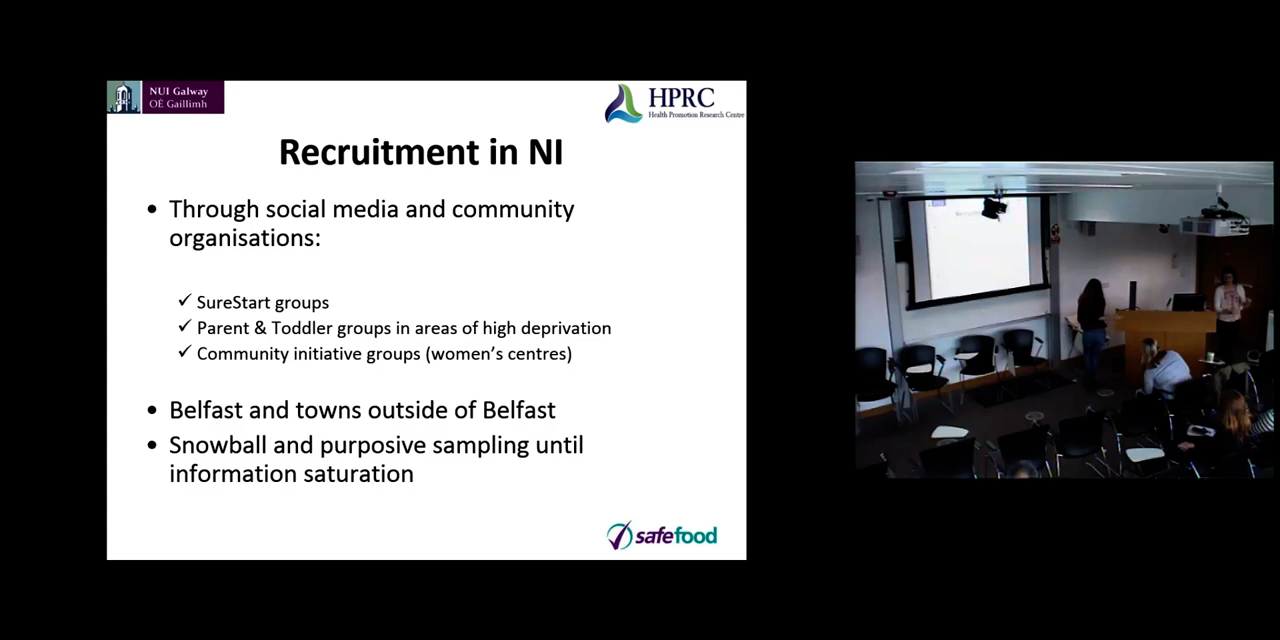 NUI Galway
OÉ Gaillimh
HPRC
Health Promotion Research Centre
Recruitment in NI
• Through social media and community
organisations:
✓ SureStart groups
✓ Parent & Toddler groups in areas of high deprivation
✓ Community initiative groups (women's centres)
• Belfast and towns outside of Belfast
• Snowball and purposive sampling until
information saturation
safefood